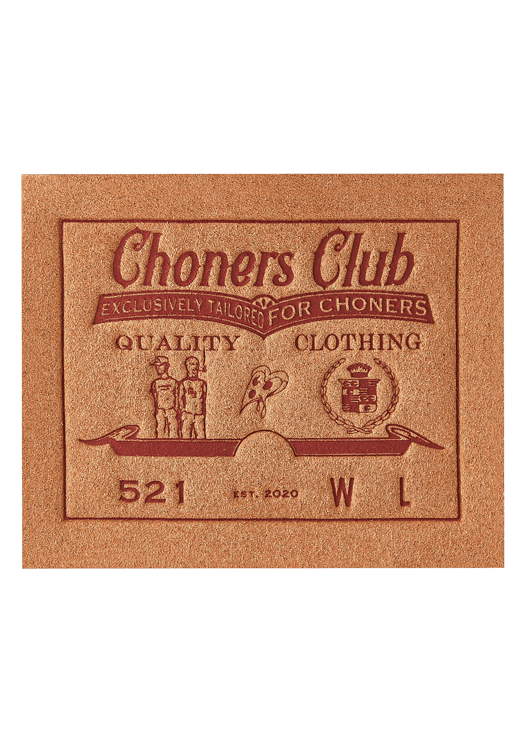 Choners Club
EXCLUSIVELY TAILORED FOR CHONERS
QUALITY CLOTHING
521 EST. 2020 W L